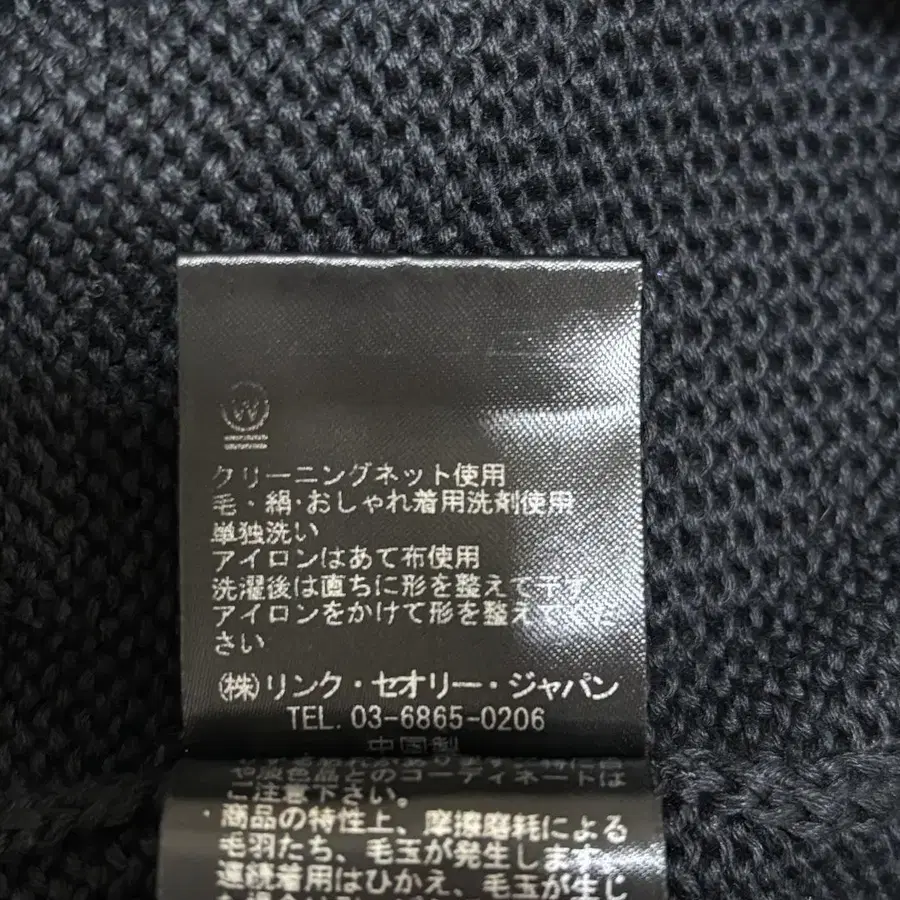 W
クリーニングネット使用
毛・絹・おしゃれ着用洗剤使用
単独洗い
アイロンはあて布使用
洗濯後は直ちに形を整えて干す
アイロンをかけて形を整えてくだ
さい
(株)リンク・セオリー・ジャパン
TEL. 03-6865-0206
中国製
や淡色品とのコーディネートは
ご注意下さい。
・商品の特性上、摩擦磨耗による
毛羽たち、毛玉が発生します。
連続着用はひかえ、毛玉が生じ